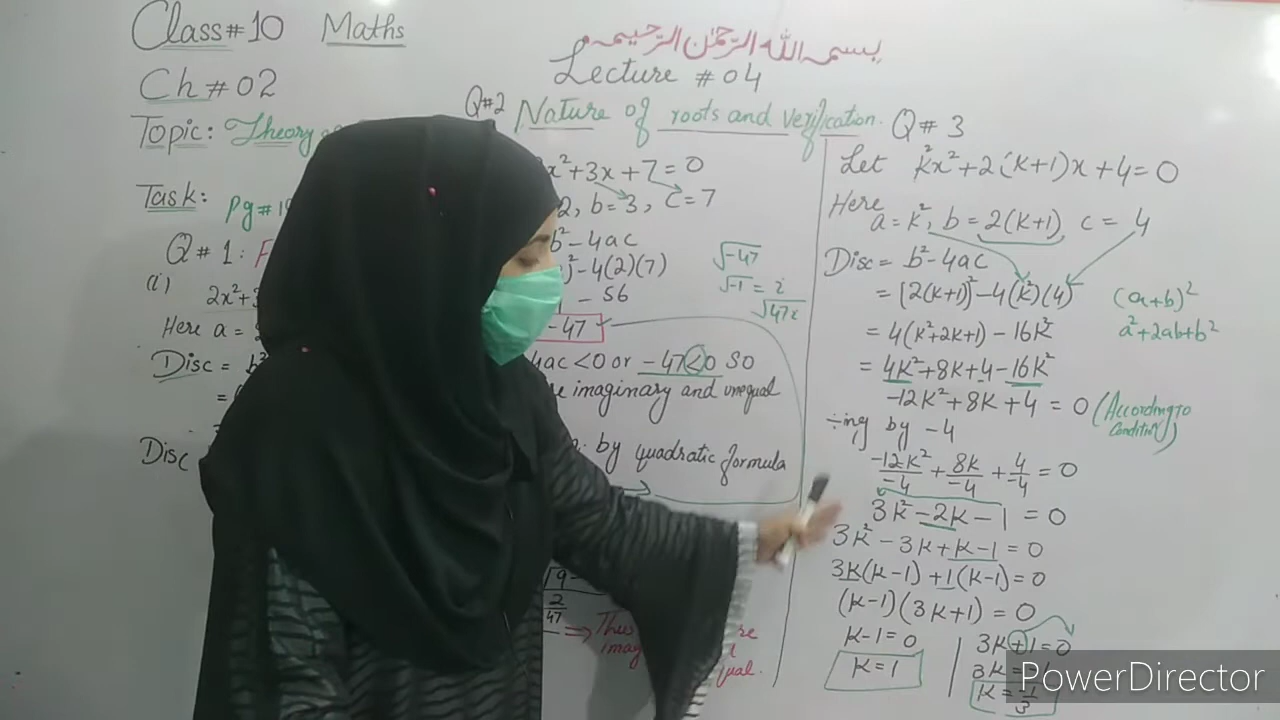 Class#10 Maths
بسم الله الرحمن الرحیم
Lecture #04
Ch#02
Q#2 Nature of roots and verification.
Topic: Theory
Task: Pg#19
Q#1: F
(i)
2x²+3
Here a =
Disc = b²
=
Disc
x²+3x+7=0
2, b=3, c=7
b²-4ac
)²-4(2)(7)
- 56
-47
√-47
√-1 = i
√47i
4ac<0 or -47<0 So
imaginary and unequal
by quadratic formula
√9-
2
47
⇒ Thus re
imag
qual.
Q#3
Let k²x²+2(k+1)x+4=0
Here
a=k², b=2(k+1), c=4
Disc = b²-4ac
= [2(k+1)]²-4(k²)(4)
(a+b)²
= 4(k²+2k+1)-16k²
a²+2ab+b²
= 4k²+8k+4-16k²
-12k²+8k+4=0 (According to condition)
÷ing by -4
-12k²/-4 + 8k/-4 + 4/-4 = 0
3k²-2k-1=0
3k²-3k+k-1=0
3k(k-1)+1(k-1)=0
(k-1)(3k+1)=0
k-1=0
k=1
3k+1=0
3k =
k = 1/3
PowerDirector